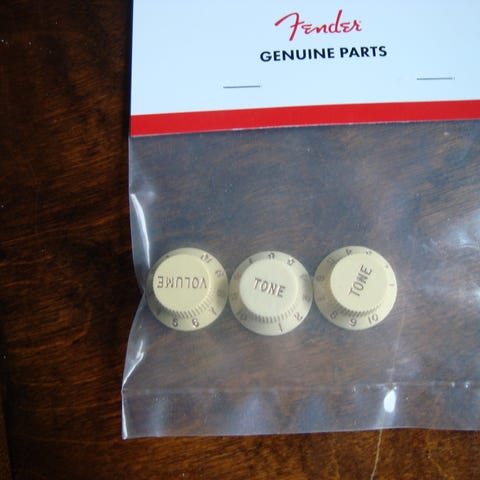 Fender
GENUINE PARTS
VOLUME
TONE
TONE